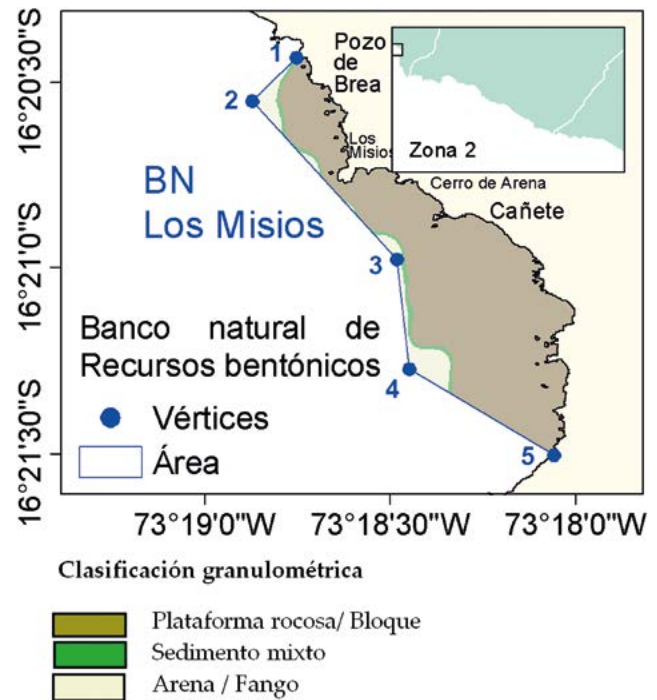 Pozo
de
Brea
1
2
16°20'30"S
Los
Misios
Zona 2
Cerro de Arena
BN
Los Misios
Cañete
3
16°21'0"S
Banco natural de
Recursos bentónicos
4
Vértices
Área
5
16°21'30"S
73°19'0"W 73°18'30"W 73°18'0"W
Clasificación granulométrica
Plataforma rocosa/ Bloque
Sedimento mixto
Arena / Fango